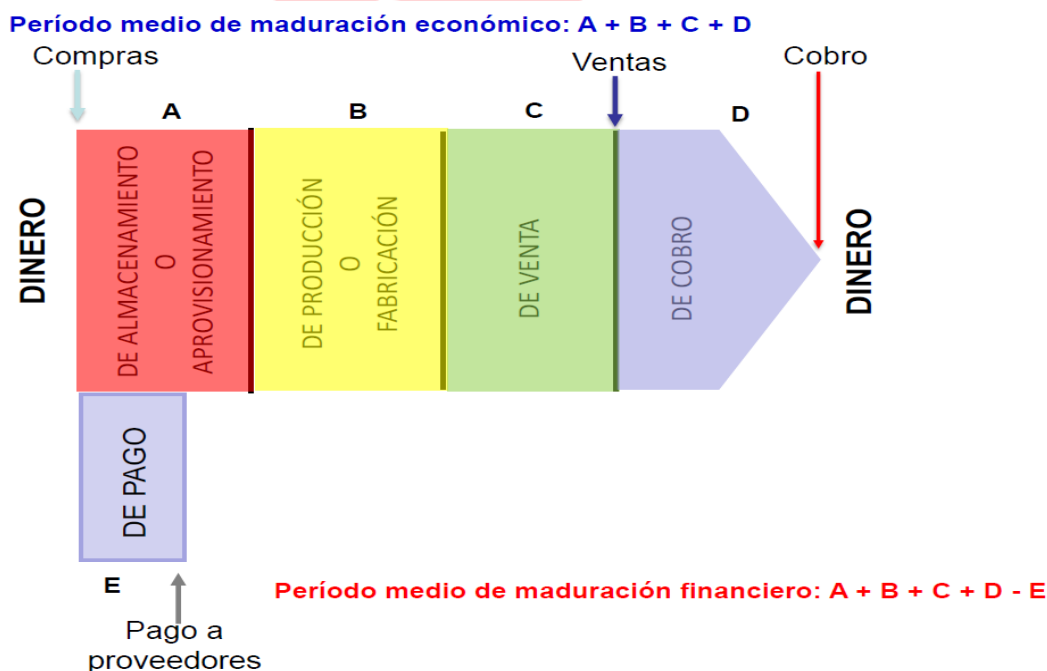 Período medio de maduración económico: A + B + C + D
Compras
Ventas
Cobro
A
B
C
D
DINERO
DE ALMACENAMIENTO
O
APROVISIONAMIENTO
DE PRODUCCIÓN
O
FABRICACIÓN
DE VENTA
DE COBRO
DINERO
DE PAGO
E
Período medio de maduración financiero: A + B + C + D - E
Pago a
proveedores